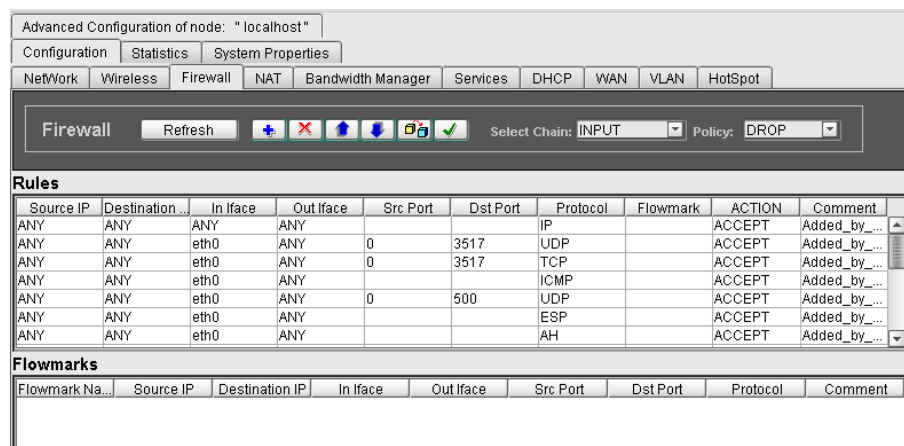 Advanced Configuration of node: "localhost"
Configuration Statistics System Properties
NetWork Wireless Firewall NAT Bandwidth Manager Services DHCP WAN VLAN HotSpot
Firewall Refresh Select Chain: INPUT Policy: DROP
Rules
Source IP Destination ... In Iface Out Iface Src Port Dst Port Protocol Flowmark ACTION Comment
ANY ANY ANY ANY IP ACCEPT Added_by_...
ANY ANY eth0 ANY 0 3517 UDP ACCEPT Added_by_...
ANY ANY eth0 ANY 0 3517 TCP ACCEPT Added_by_...
ANY ANY eth0 ANY ICMP ACCEPT Added_by_...
ANY ANY eth0 ANY 0 500 UDP ACCEPT Added_by_...
ANY ANY eth0 ANY ESP ACCEPT Added_by_...
ANY ANY eth0 ANY AH ACCEPT Added_by_...
Flowmarks
Flowmark Na... Source IP Destination IP In Iface Out Iface Src Port Dst Port Protocol Comment